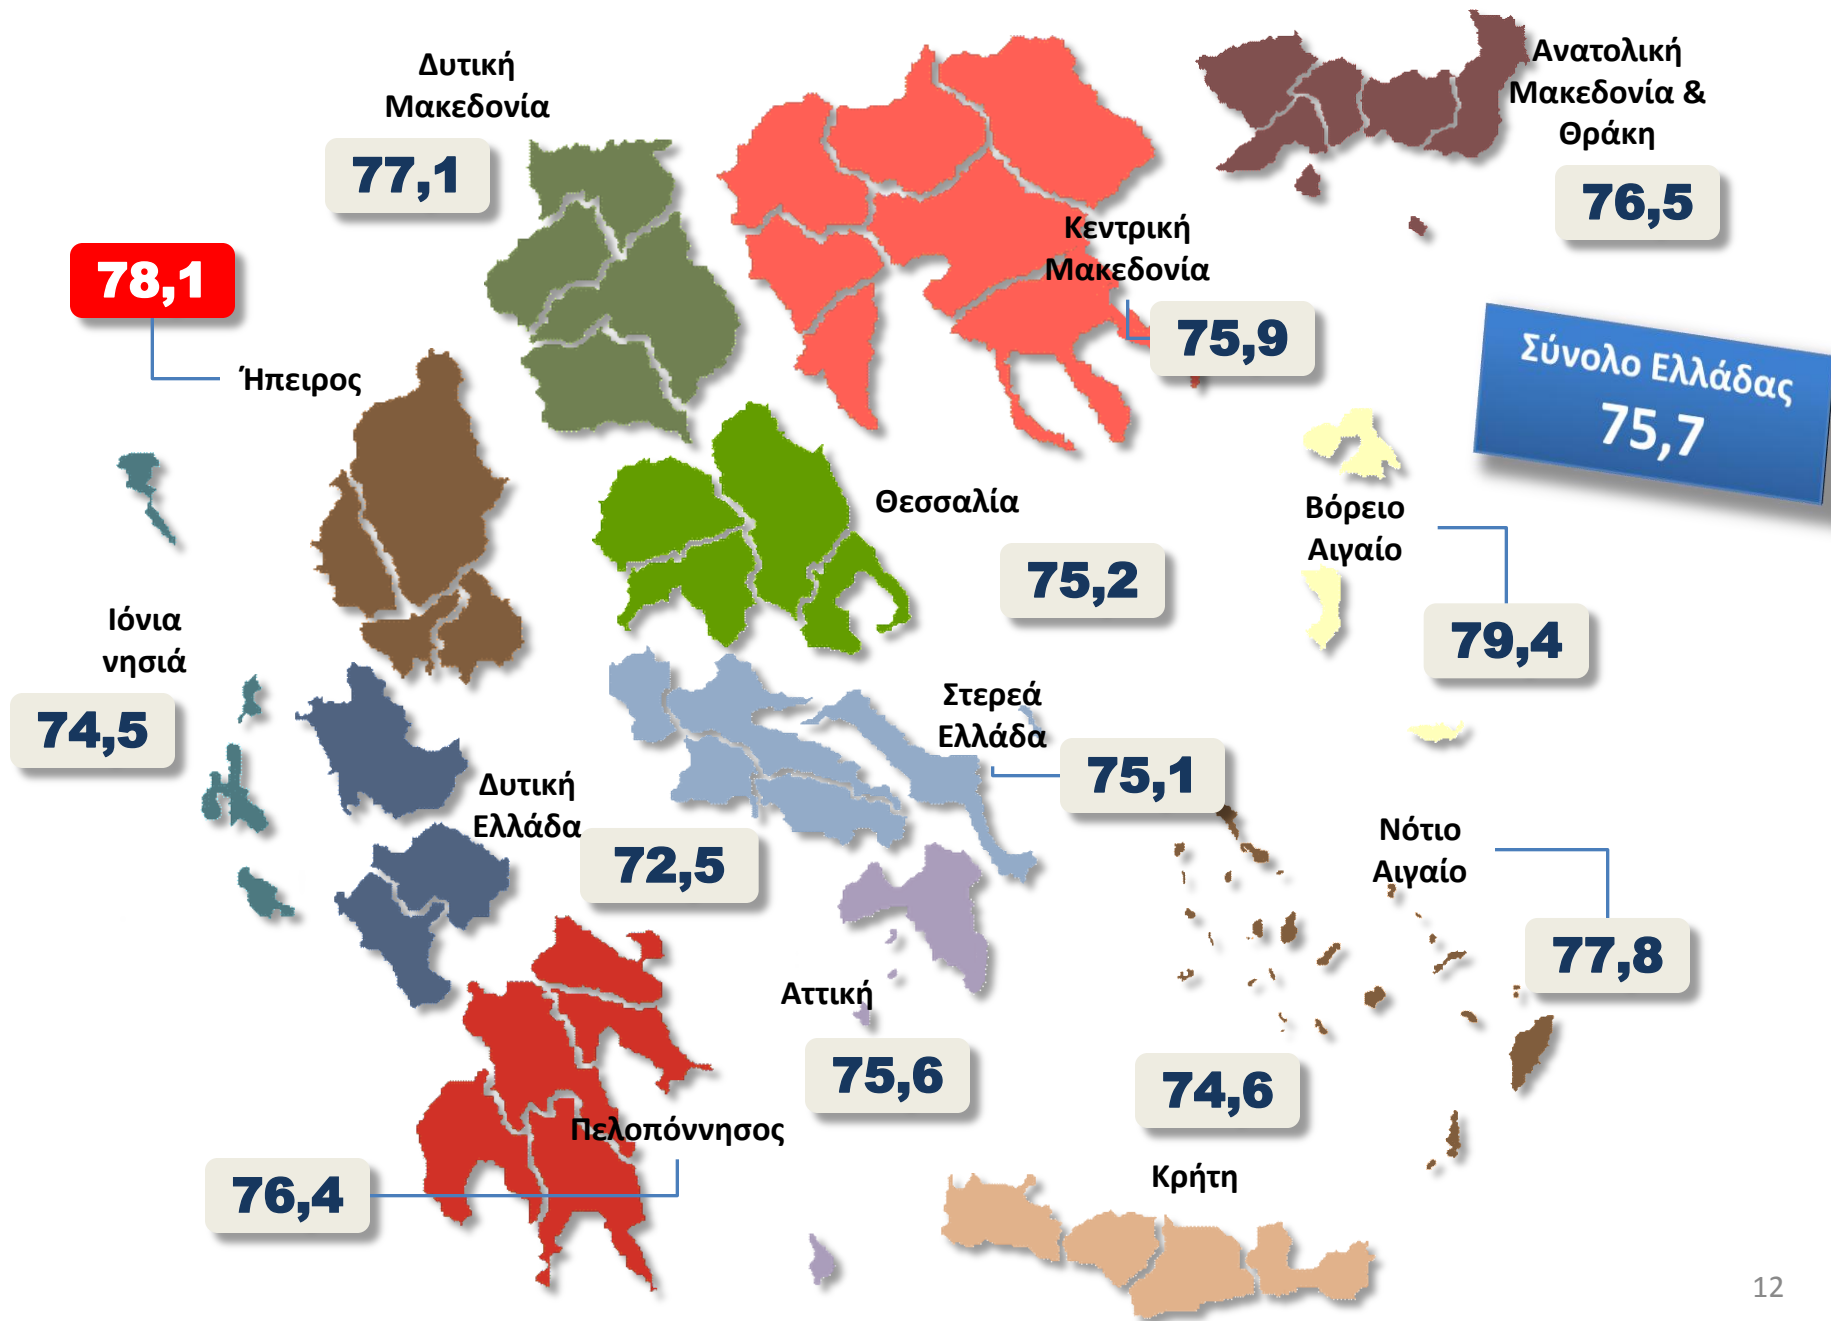 Δυτική
Μακεδονία
77,1
Ανατολική
Μακεδονία &
Θράκη
76,5
Κεντρική
Μακεδονία
75,9
78,1
Ήπειρος
Σύνολο Ελλάδας
75,7
Θεσσαλία
75,2
Βόρειο
Αιγαίο
79,4
Ιόνια
νησιά
74,5
Στερεά
Ελλάδα
75,1
Δυτική
Ελλάδα
72,5
Νότιο
Αιγαίο
77,8
Αττική
75,6
74,6
Κρήτη
Πελοπόννησος
76,4
12